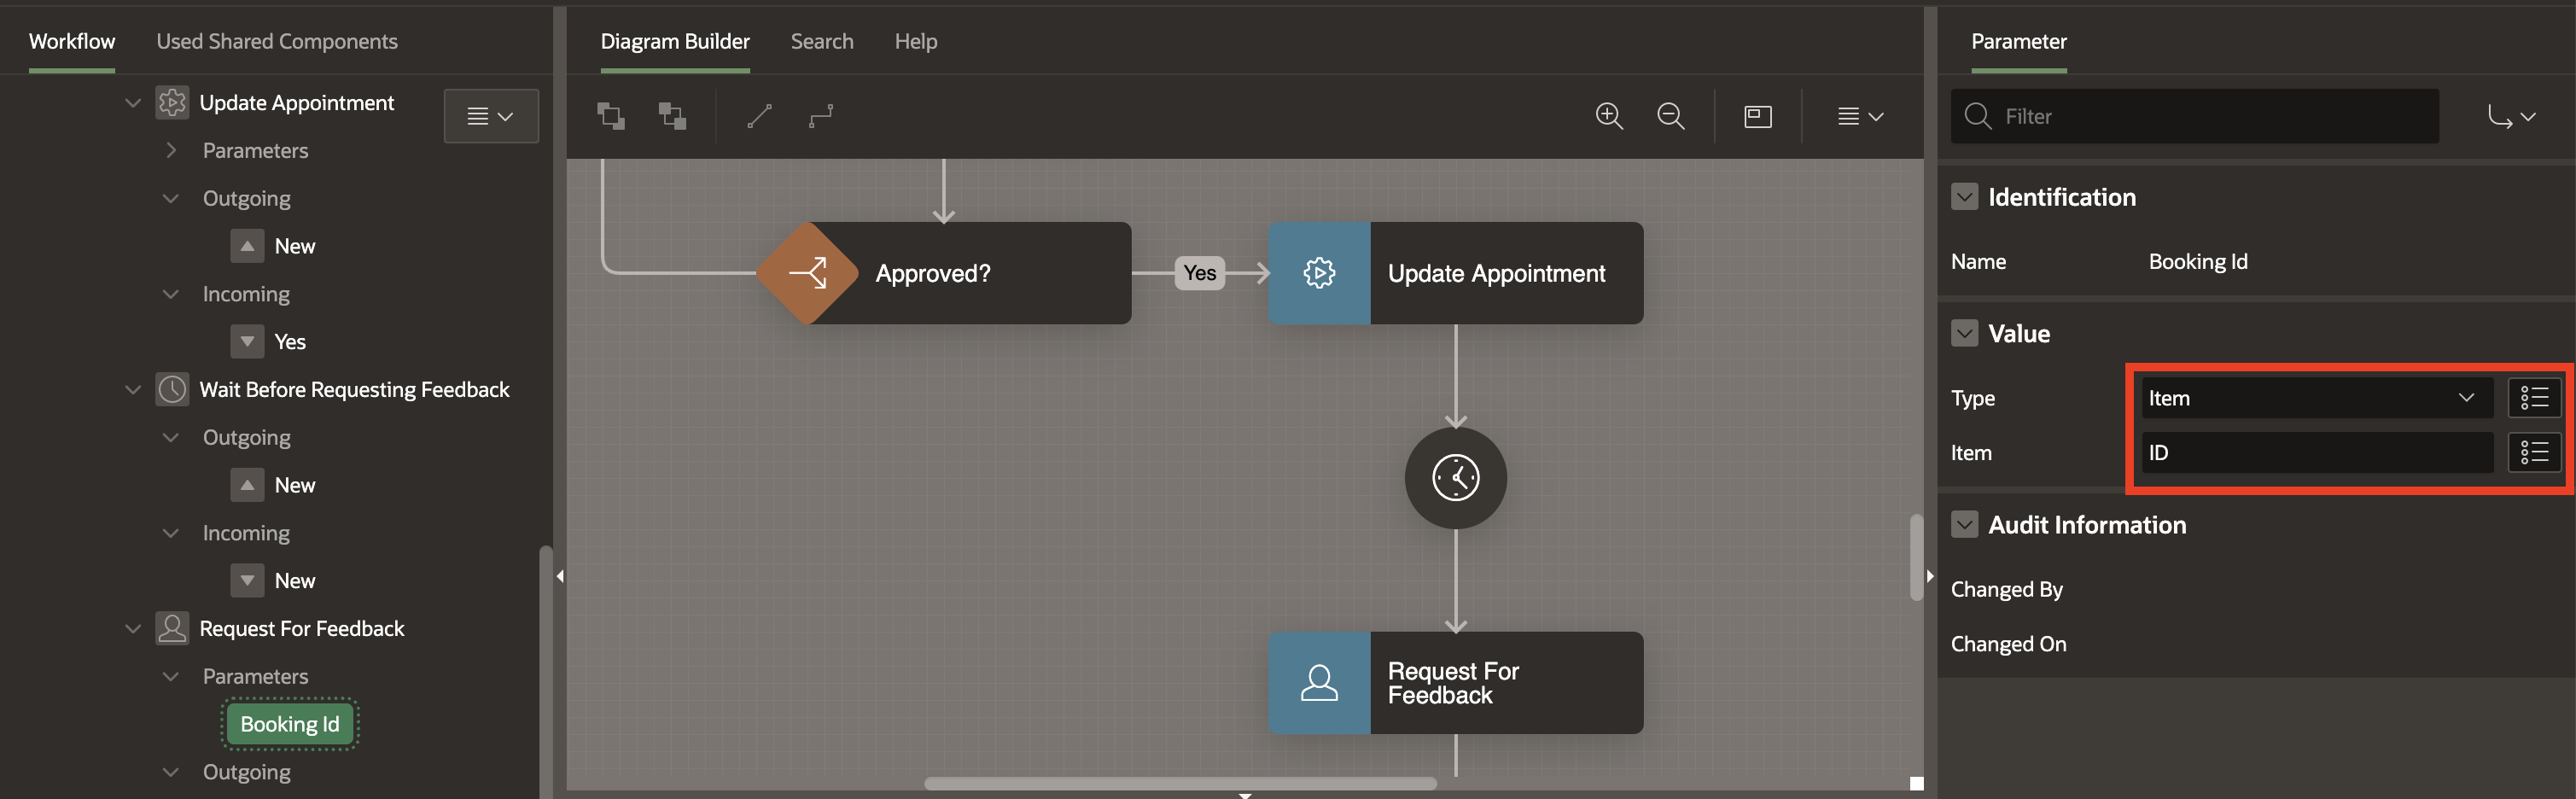 Workflow
Used Shared Components
Update Appointment
Parameters
Outgoing
New
Incoming
Yes
Wait Before Requesting Feedback
Outgoing
New
Incoming
New
Request For Feedback
Parameters
Booking Id
Outgoing
Diagram Builder
Search
Help
Approved?
Yes
Update Appointment
Request For
Feedback
Parameter
Filter
Identification
Name
Booking Id
Value
Type
Item
Item
ID
Audit Information
Changed By
Changed On